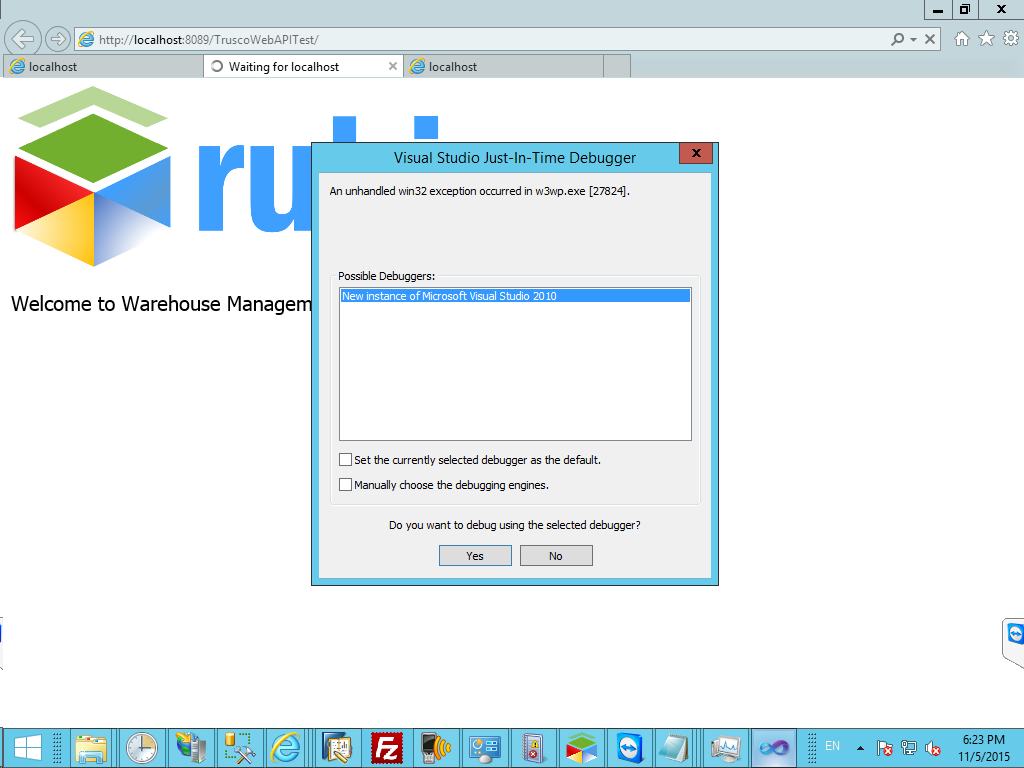 http://localhost:8089/TruscoWebAPITest/
localhost
Waiting for localhost
localhost
Visual Studio Just-In-Time Debugger
An unhandled win32 exception occurred in w3wp.exe [27824].
Possible Debuggers:
New instance of Microsoft Visual Studio 2010
Welcome to Warehouse
Set the currently selected debugger as the default.
Manually choose the debugging engines.
Do you want to debug using the selected debugger?
Yes
No
Fz
EN
6:23 PM
11/5/2015